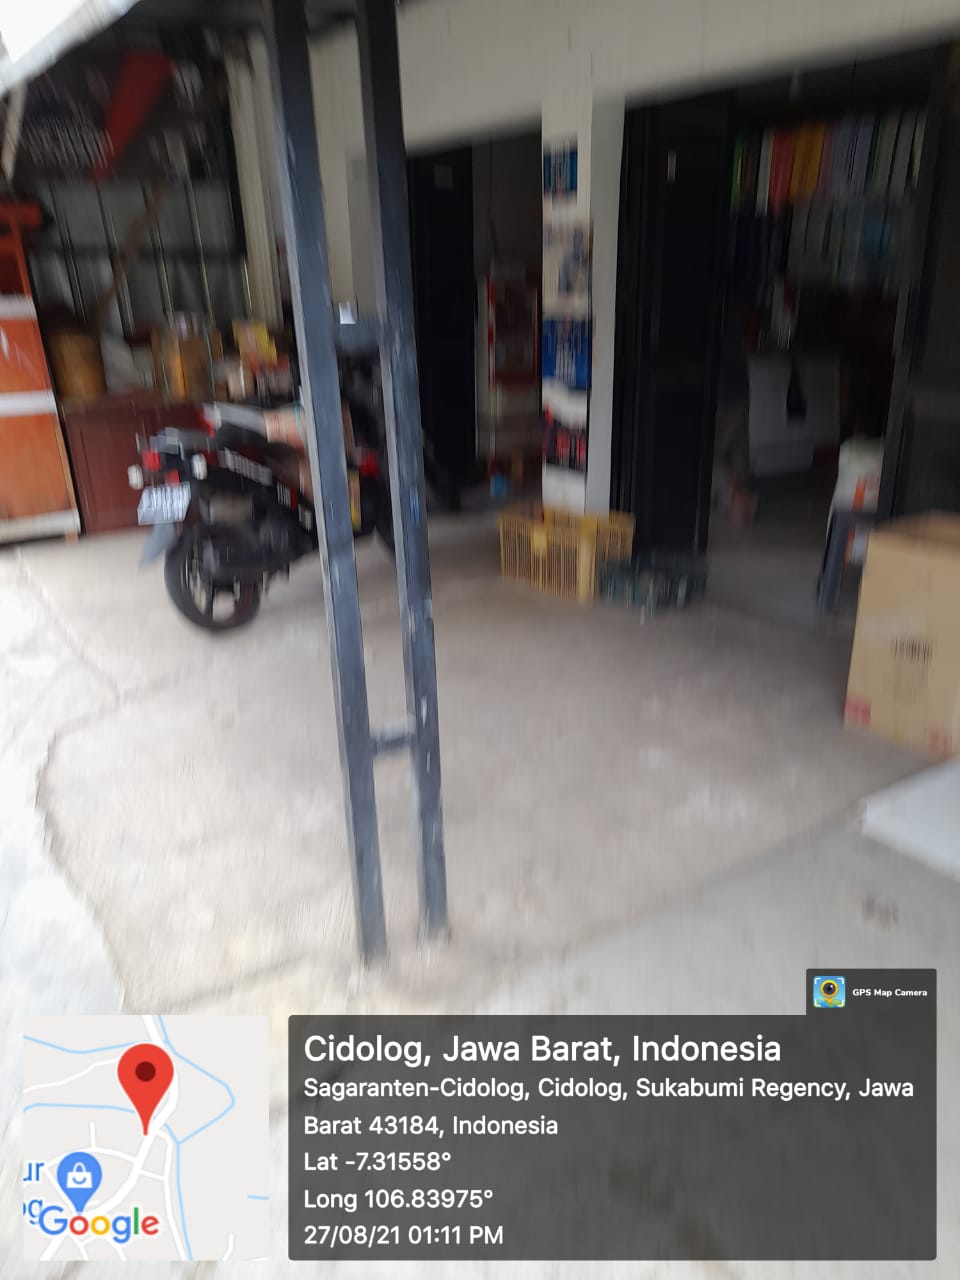 GPS Map Camera
Cidolog, Jawa Barat, Indonesia
Sagaranten-Cidolog, Cidolog, Sukabumi Regency, Jawa
Barat 43184, Indonesia
Lat -7.31558°
Long 106.83975°
27/08/21 01:11 PM
Google